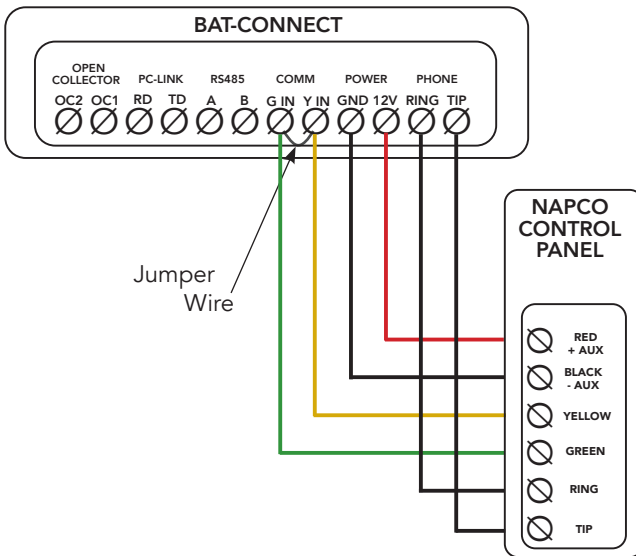 BAT-CONNECT
OPEN
COLLECTOR PC-LINK RS485 COMM POWER PHONE
OC2 OC1 RD TD A B G IN Y IN GND 12V RING TIP
NAPCO
CONTROL
PANEL
Jumper
Wire
RED
+ AUX
BLACK
- AUX
YELLOW
GREEN
RING
TIP